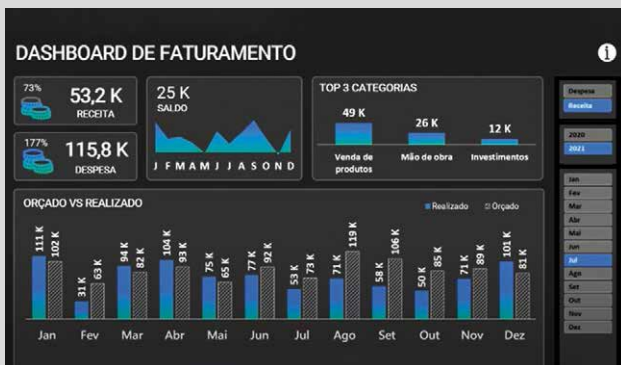 DASHBOARD DE FATURAMENTO
73%
53,2 K
RECEITA
177%
115,8 K
DESPESA
25 K
SALDO
J F M A M J J A S O N D
TOP 3 CATEGORIAS
49 K
26 K
12 K
Venda de
produtos
Mão de obra
Investimentos
ORÇADO VS REALIZADO
Realizado
Orçado
111 K
102 K
31 K
63 K
94 K
82 K
104 K
93 K
75 K
65 K
77 K
92 K
53 K
73 K
71 K
119 K
58 K
106 K
50 K
85 K
71 K
89 K
101 K
81 K
Jan Fev Mar Abr Mai Jun Jul Ago Set Out Nov Dez
i
Despesa
Receita
2020
2021
Jan
Fev
Mar
Abr
Mai
Jun
Jul
Ago
Set
Out
Nov
Dez